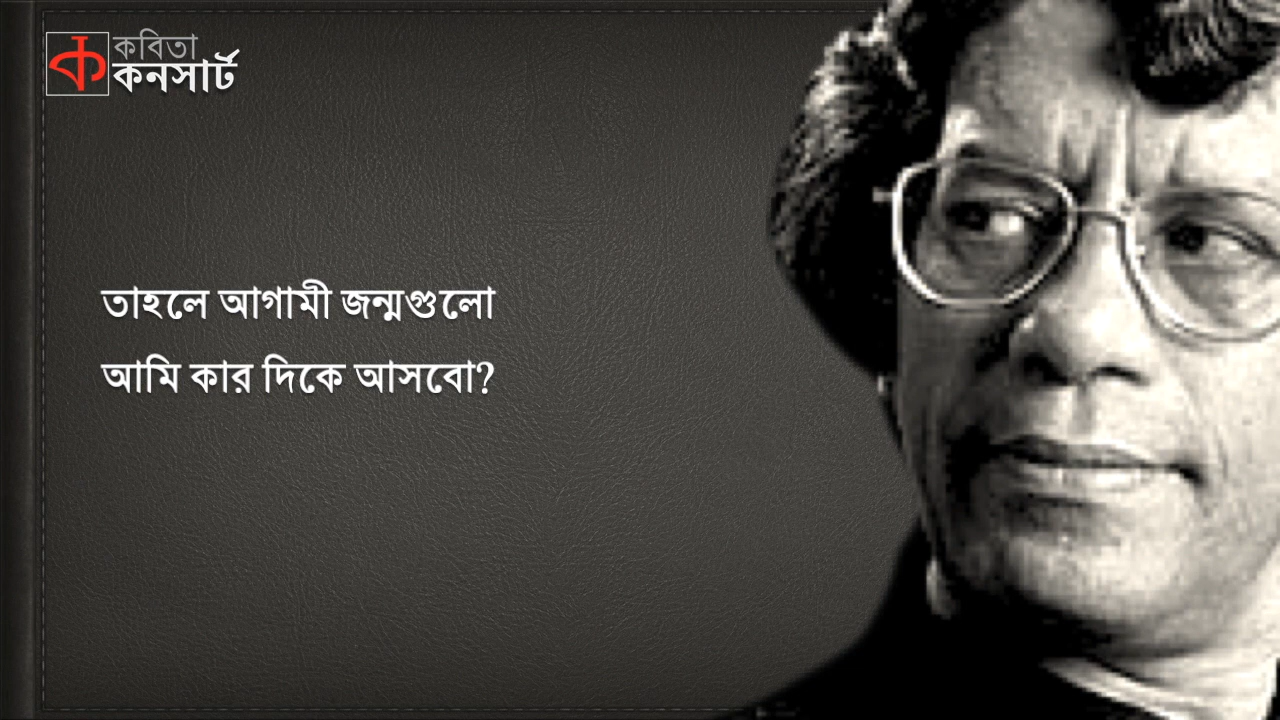 ক কবিতা
কনসার্ট
তাহলে আগামী জন্মগুলো
আমি কার দিকে আসবো?